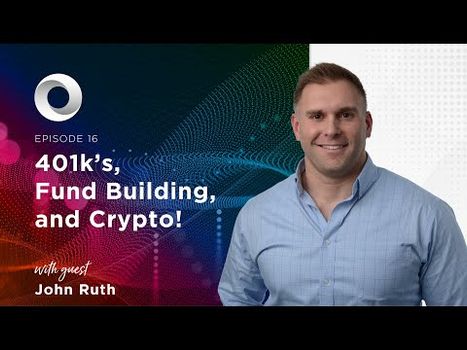 EPISODE 16
401k's,
Fund Building,
and Crypto!
with guest
John Ruth